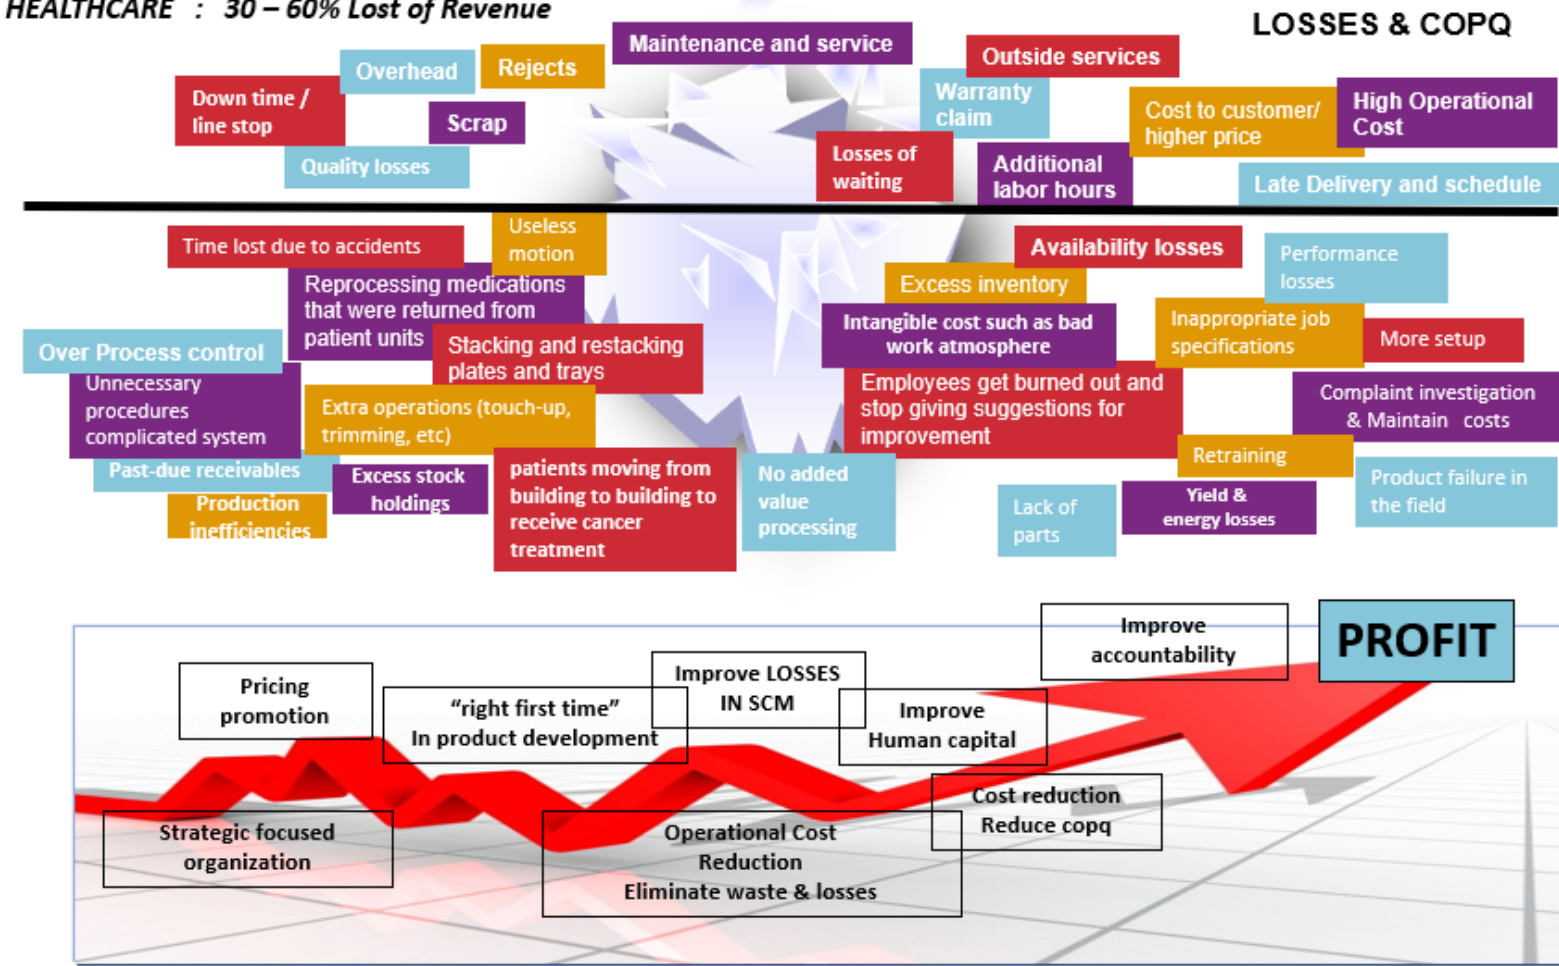 HEALTHCARE : 30 – 60% Lost of Revenue
LOSSES & COPQ
Maintenance and service
Overhead
Rejects
Outside services
Down time /
line stop
Scrap
Quality losses
Warranty
claim
Cost to customer/
higher price
High Operational
Cost
Losses of
waiting
Additional
labor hours
Late Delivery and schedule
Time lost due to accidents
Useless
motion
Availability losses
Performance
losses
Reprocessing medications
that were returned from
patient units
Excess inventory
Intangible cost such as bad
work atmosphere
Inappropriate job
specifications
More setup
Over Process control
Stacking and restacking
plates and trays
Unnecessary
procedures
complicated system
Extra operations (touch-up,
trimming, etc)
Employees get burned out and
stop giving suggestions for
improvement
Complaint investigation
& Maintain costs
Past-due receivables
Excess stock
holdings
patients moving from
building to building to
receive cancer
treatment
No added
value
processing
Retraining
Product failure in
the field
Production
inefficiencies
Lack of
parts
Yield &
energy losses
Improve
accountability
PROFIT
Pricing
promotion
"right first time"
In product development
Improve LOSSES
IN SCM
Improve
Human capital
Strategic focused
organization
Operational Cost
Reduction
Eliminate waste & losses
Cost reduction
Reduce copq